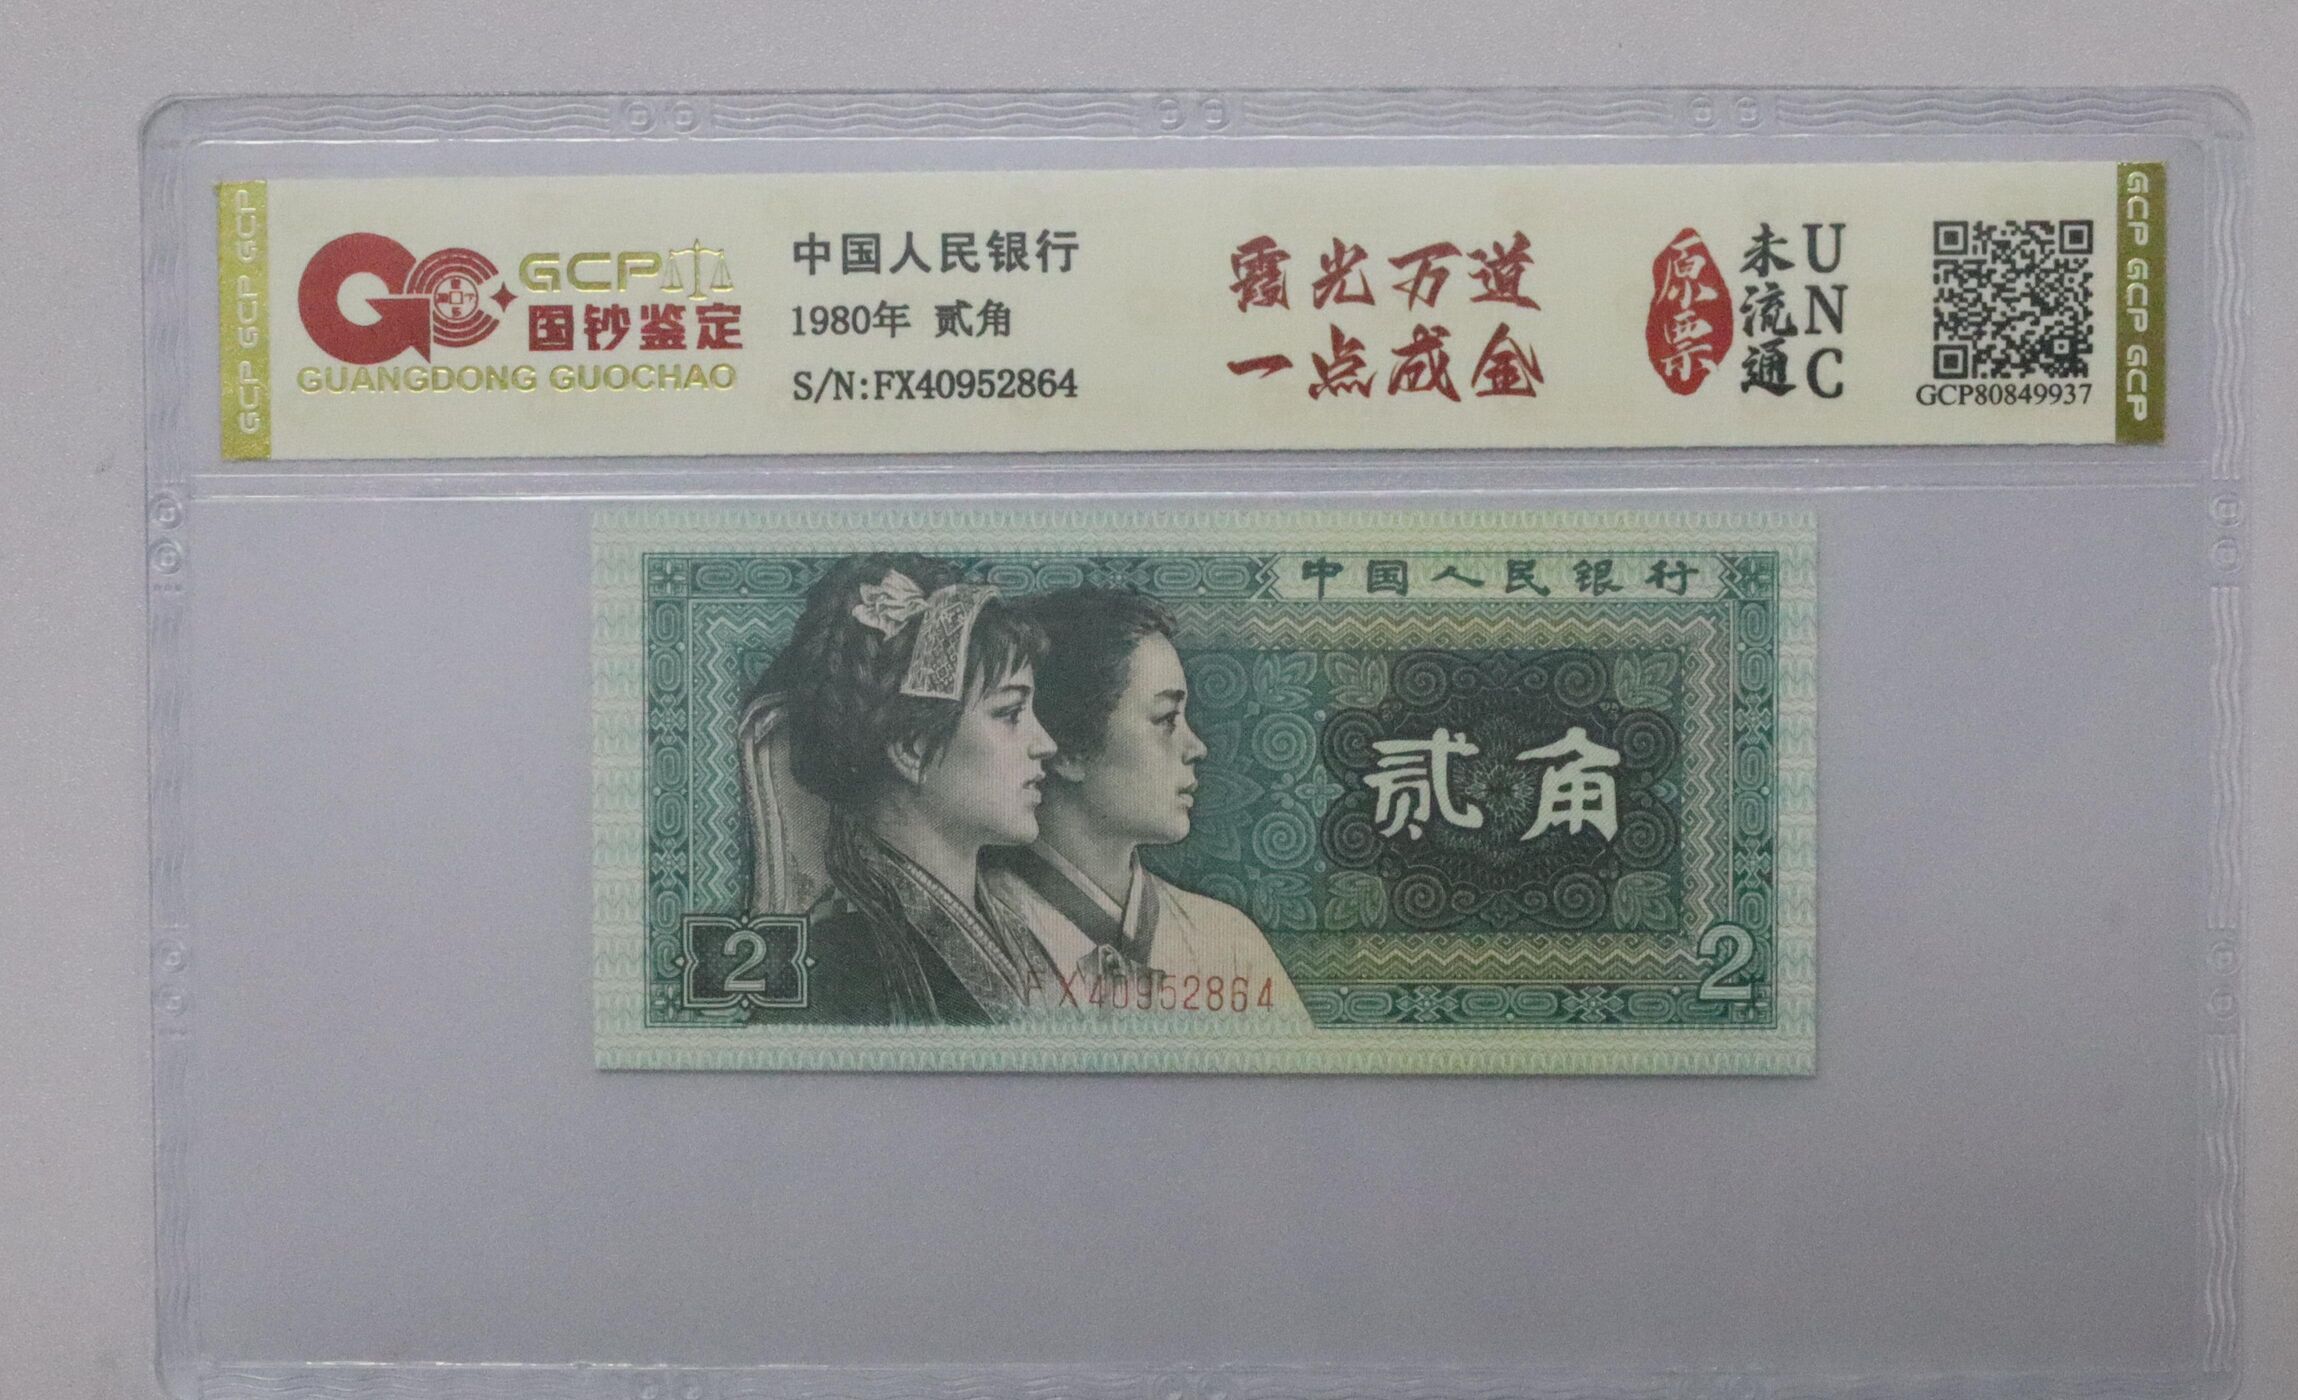 GCP GCP GCP
GCP
国钞鉴定
GUANGDONG GUOCHAO
中国人民银行
1980年 贰角
S/N:FX40952864
霞光万道
一点成金
原票
未流通
UNC
GCP80849937
GCP GCP GCP GCP
中国人民银行
贰角
2
FX40952864
2